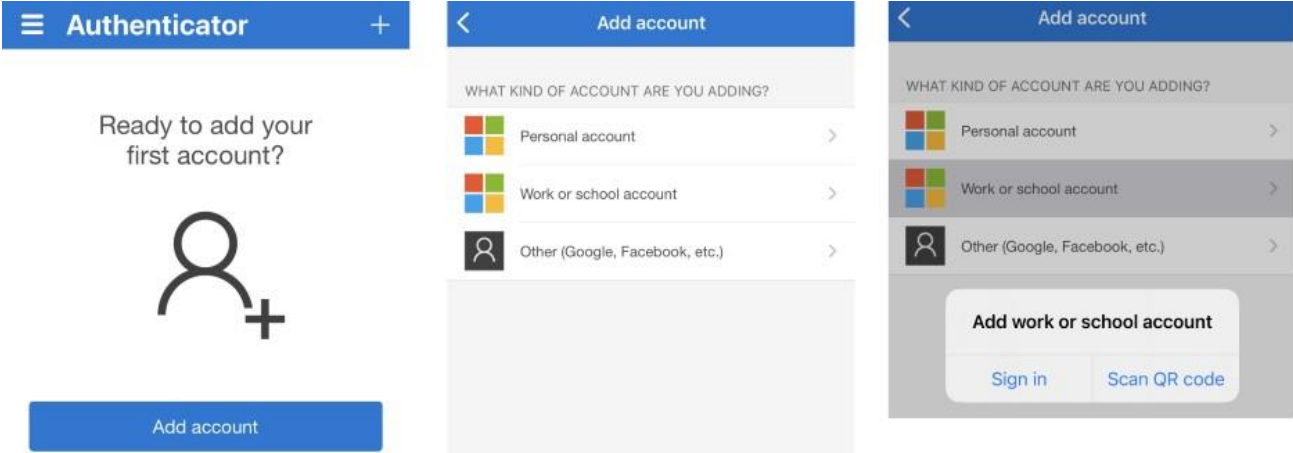 Authenticator
Ready to add your
first account?
Add account
Add account
WHAT KIND OF ACCOUNT ARE YOU ADDING?
Personal account
Work or school account
Other (Google, Facebook, etc.)
Add account
WHAT KIND OF ACCOUNT ARE YOU ADDING?
Personal account
Work or school account
Other (Google, Facebook, etc.)
Add work or school account
Sign in
Scan QR code